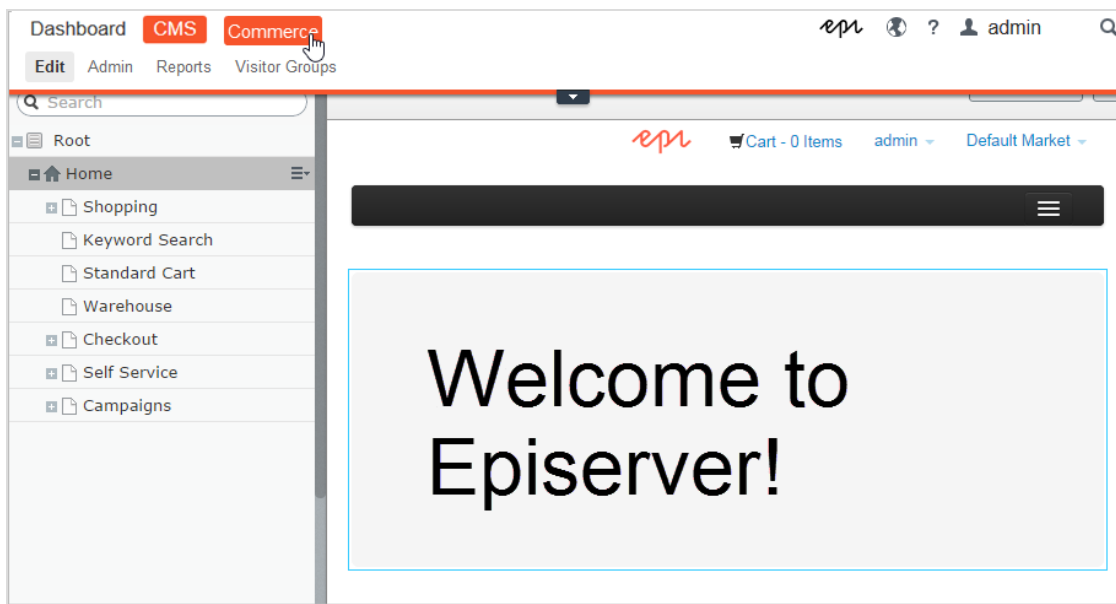 Dashboard CMS Commerce epi ? admin
Edit Admin Reports Visitor Groups
Search
Root
epi Cart - 0 Items admin Default Market
Home
Shopping
Keyword Search
Standard Cart
Warehouse
Checkout
Self Service
Campaigns
Welcome to
Episerver!